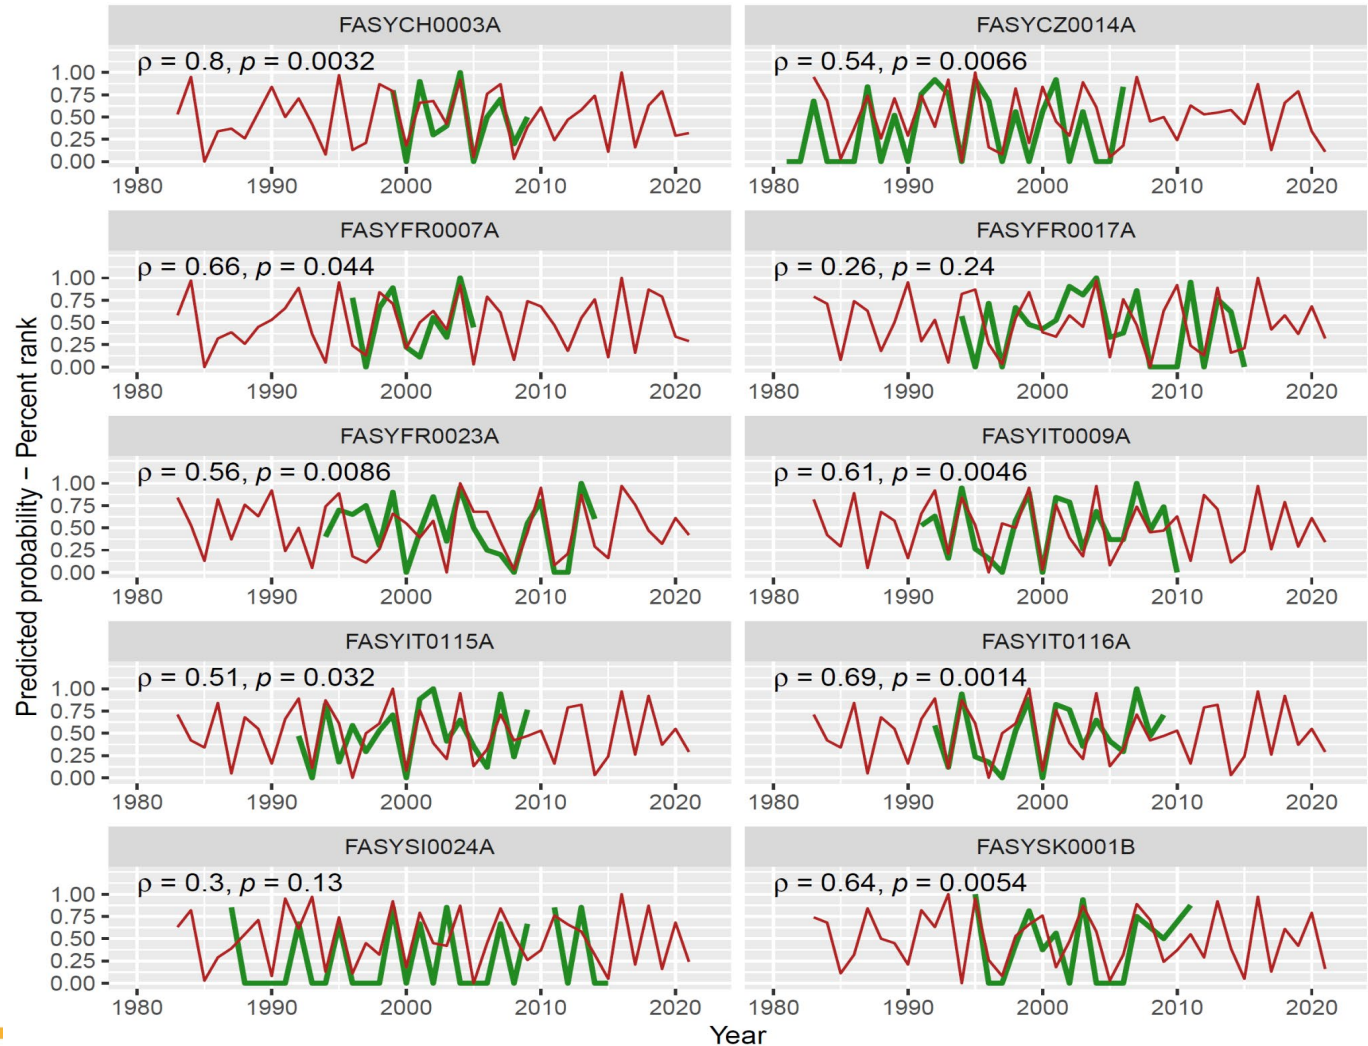 FASYCH0003A
FASYCZ0014A
ρ = 0.8, p = 0.0032
ρ = 0.54, p = 0.0066
1.00
0.75
0.50
0.25
0.00
1980 1990 2000 2010 2020
1980 1990 2000 2010 2020
FASYFR0007A
FASYFR0017A
ρ = 0.66, p = 0.044
ρ = 0.26, p = 0.24
1.00
0.75
0.50
0.25
0.00
1980 1990 2000 2010 2020
1980 1990 2000 2010 2020
FASYFR0023A
FASYIT0009A
ρ = 0.56, p = 0.0086
ρ = 0.61, p = 0.0046
1.00
0.75
0.50
0.25
0.00
1980 1990 2000 2010 2020
1980 1990 2000 2010 2020
FASYIT0115A
FASYIT0116A
ρ = 0.51, p = 0.032
ρ = 0.69, p = 0.0014
1.00
0.75
0.50
0.25
0.00
1980 1990 2000 2010 2020
1980 1990 2000 2010 2020
FASYSI0024A
FASYSK0001B
ρ = 0.3, p = 0.13
ρ = 0.64, p = 0.0054
1.00
0.75
0.50
0.25
0.00
1980 1990 2000 2010 2020
1980 1990 2000 2010 2020
Predicted probability − Percent rank
Year